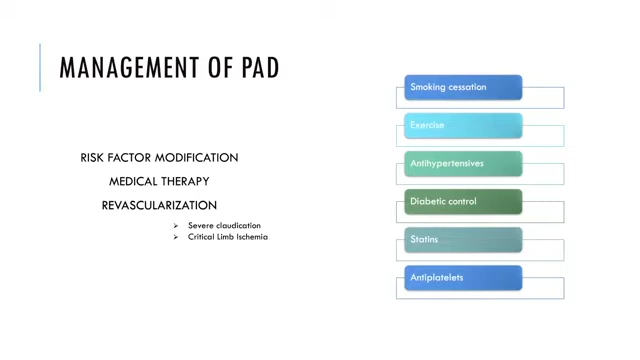 MANAGEMENT OF PAD
RISK FACTOR MODIFICATION
MEDICAL THERAPY
REVASCULARIZATION
Severe claudication
Critical Limb Ischemia
Smoking cessation
Exercise
Antihypertensives
Diabetic control
Statins
Antiplatelets